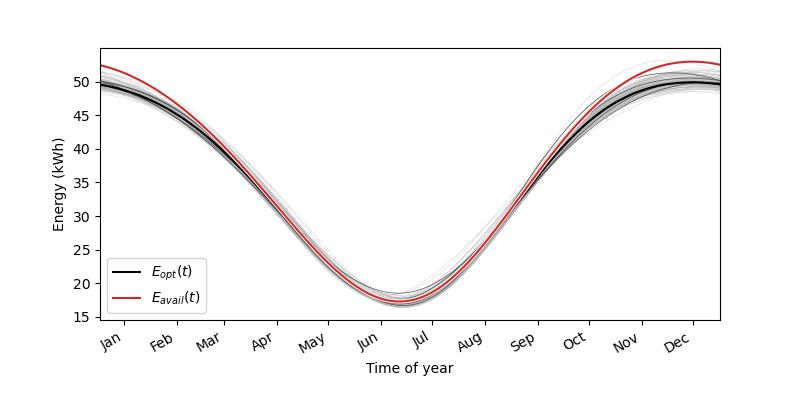 50
45
40
35
30
25
20
15
Energy (kWh)
E_opt(t)
E_avail(t)
Jan Feb Mar Apr May Jun Jul Aug Sep Oct Nov Dec
Time of year